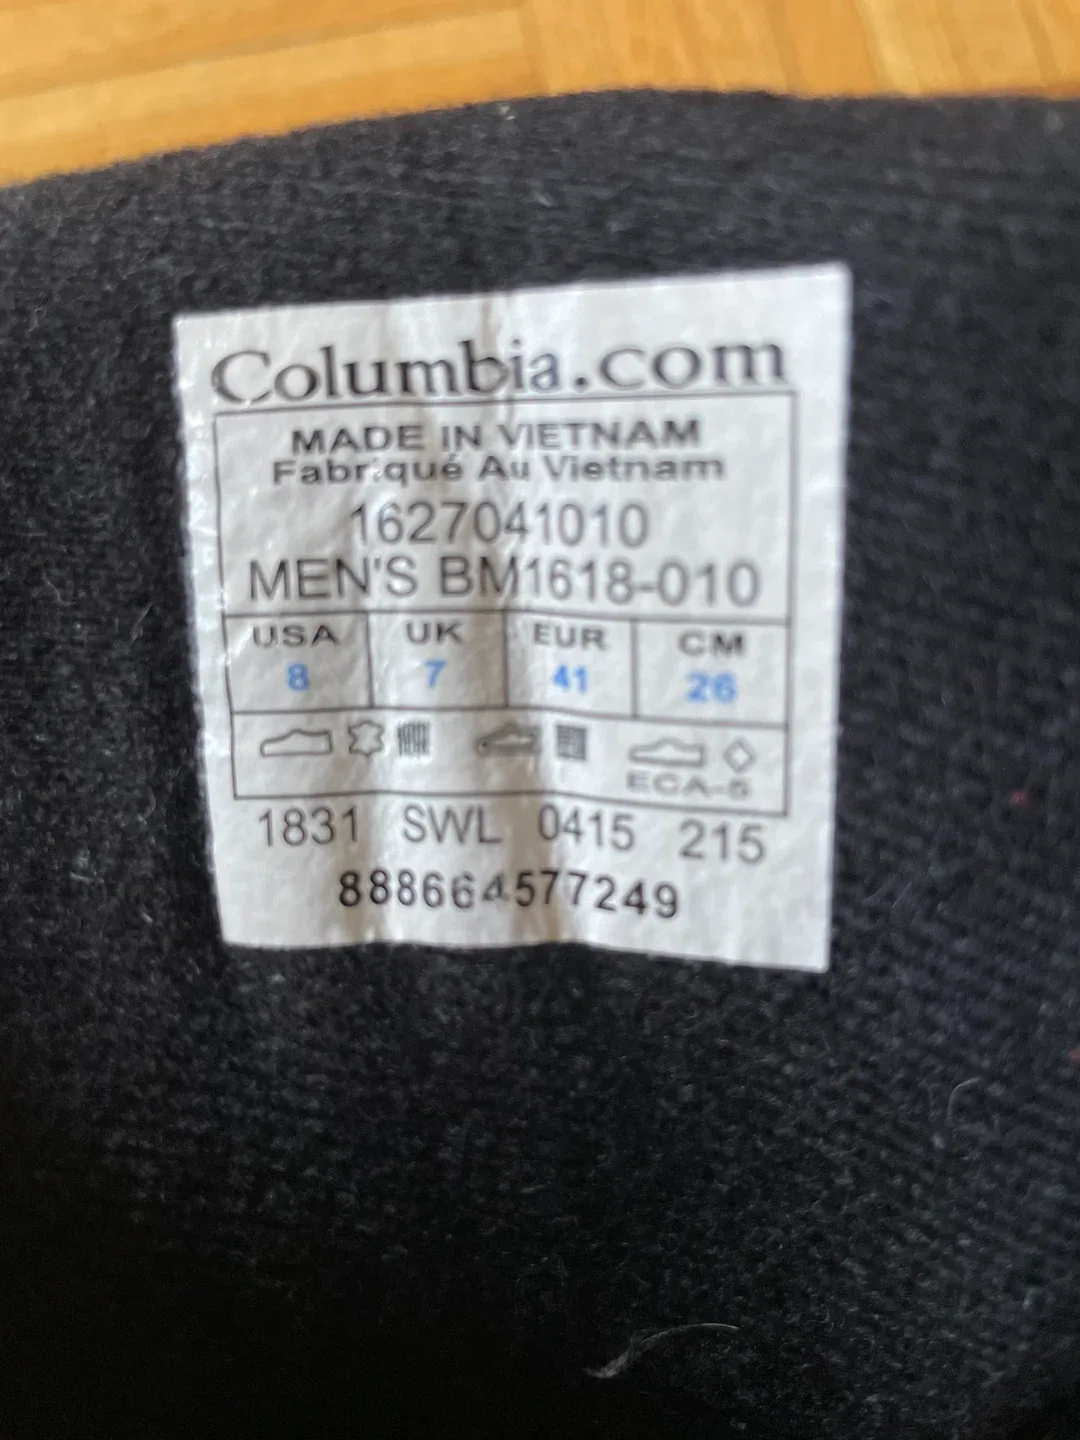 Columbia.com
MADE IN VIETNAM
Fabriqué Au Vietnam
1627041010
MEN'S BM1618-010
USA UK EUR CM
8 7 41 26
ECA-5
1831 SWL 0415 215
888664577249